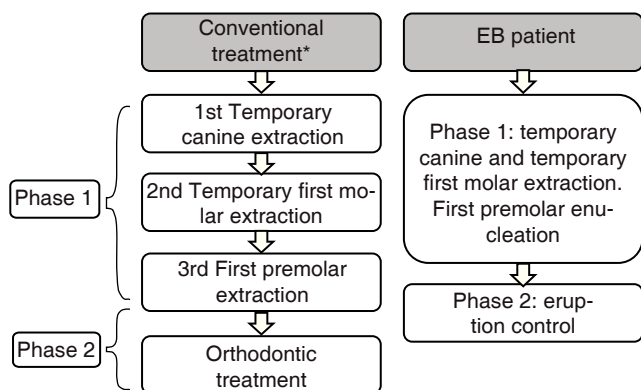 Conventional
treatment*
EB patient
Phase 1
1st Temporary
canine extraction
2nd Temporary first mo-
lar extraction
3rd First premolar
extraction
Phase 2
Orthodontic
treatment
Phase 1: temporary
canine and temporary
first molar extraction.
First premolar enu-
cleation
Phase 2: erup-
tion control